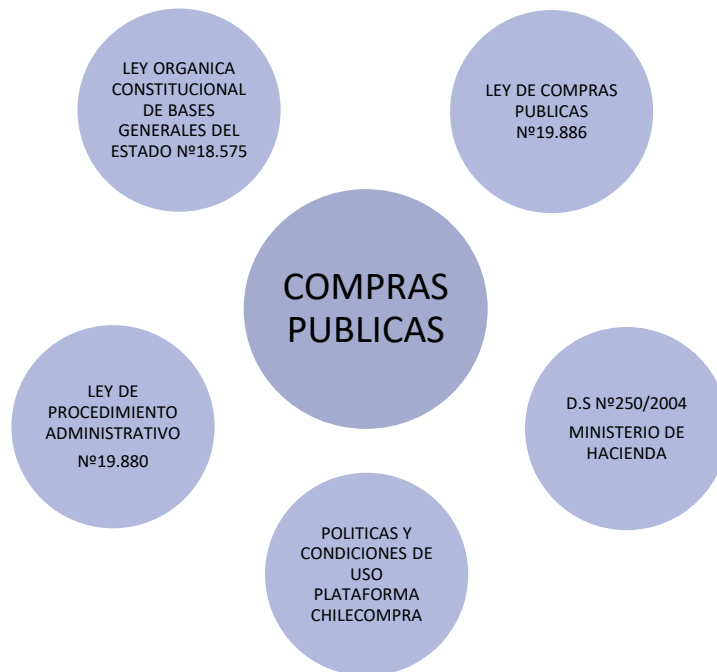 LEY ORGANICA
CONSTITUCIONAL
DE BASES
GENERALES DEL
ESTADO Nº18.575
LEY DE COMPRAS
PUBLICAS
Nº19.886
COMPRAS
PUBLICAS
LEY DE
PROCEDIMIENTO
ADMINISTRATIVO
Nº19.880
D.S Nº250/2004
MINISTERIO DE
HACIENDA
POLITICAS Y
CONDICIONES DE
USO
PLATAFORMA
CHILECOMPRA